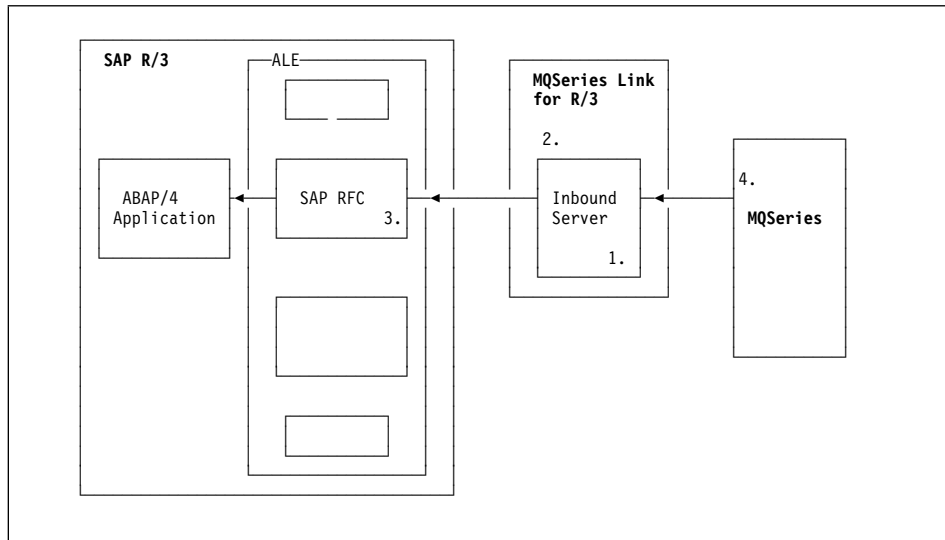 SAP R/3
ALE
MQSeries Link
for R/3
2.
4.
ABAP/4
Application
SAP RFC
3.
Inbound
Server
1.
MQSeries